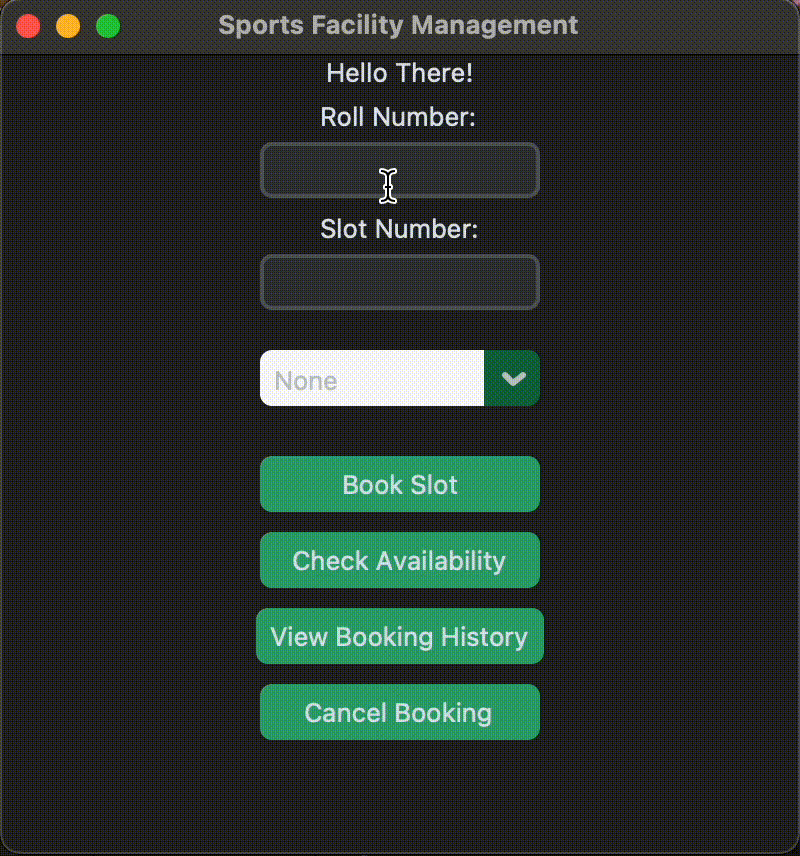 Sports Facility Management
Hello There!
Roll Number:
Slot Number:
None
Book Slot
Check Availability
View Booking History
Cancel Booking